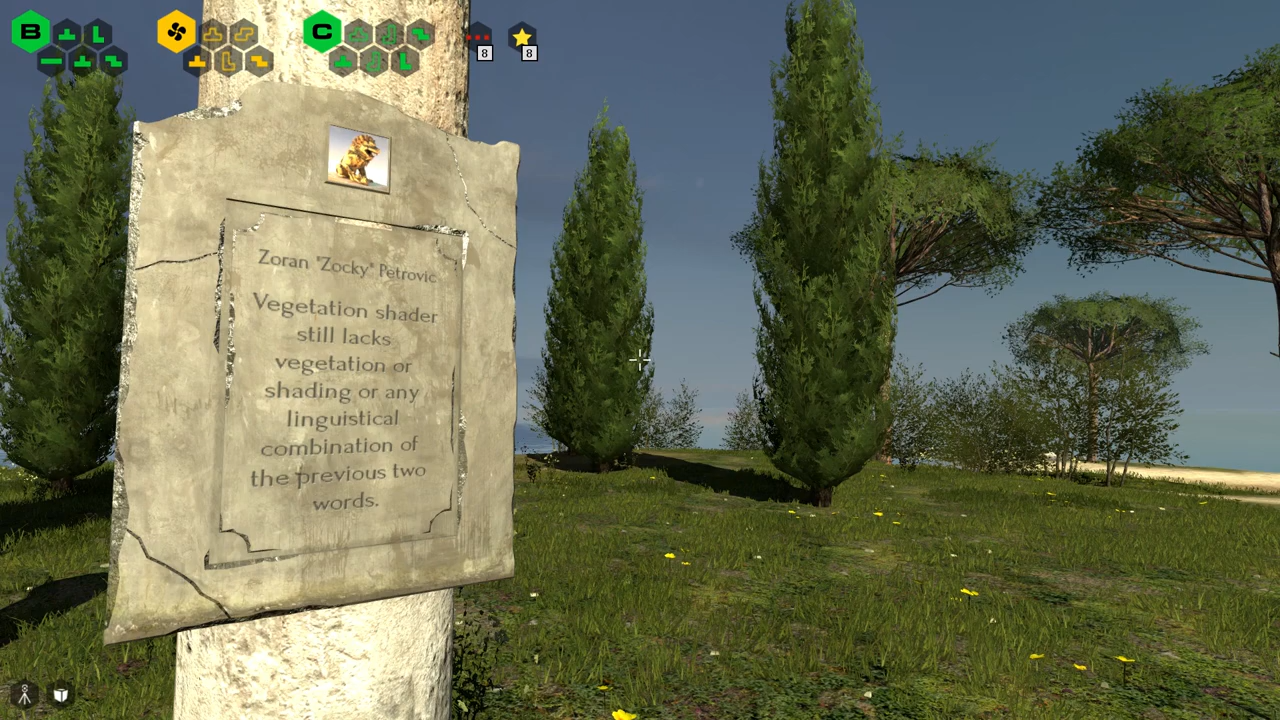 B
C
8
8
Zoran "Zocky" Petrovic
Vegetation shader
still lacks
vegetation or
shading or any
linguistical
combination of
the previous two
words.